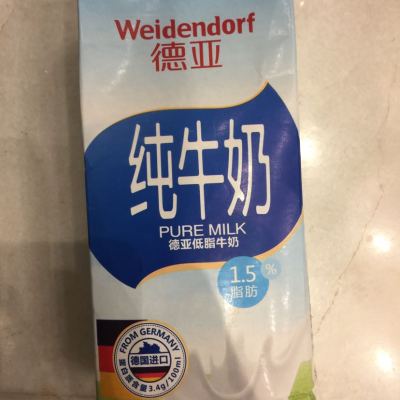 Weidendorf
德亚
纯牛奶
PURE MILK
德亚低脂牛奶
1.5%
脂肪
FROM GERMANY
德国进口
蛋白质含量3.4g/100ml